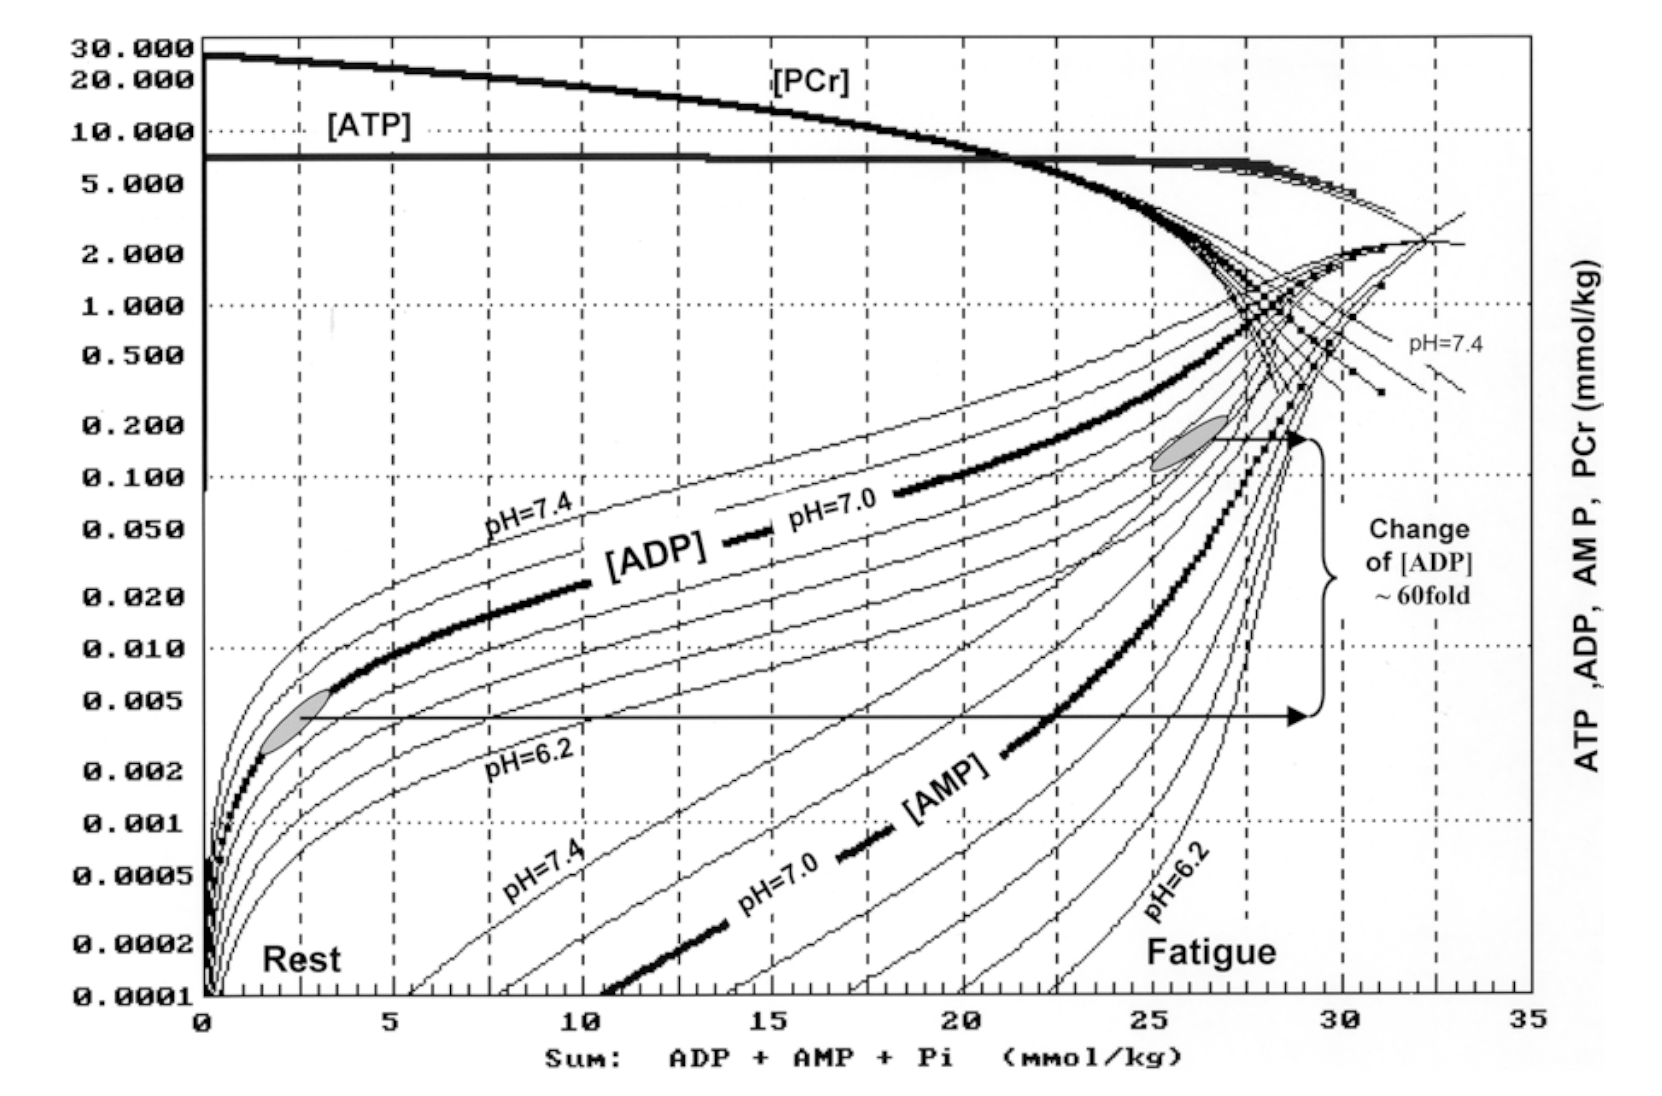 30.000
20.000
10.000
5.000
2.000
1.000
0.500
0.200
0.100
0.050
0.020
0.010
0.005
0.002
0.001
0.0005
0.0002
0.0001
[PCr]
[ATP]
pH=7.4
pH=7.4
pH=7.0
[ADP]
Change
of [ADP]
~ 60fold
pH=6.2
[AMP]
pH=7.4
pH=7.0
pH=6.2
Rest
Fatigue
0 5 10 15 20 25 30 35
Sum: ADP + AMP + Pi (mmol/kg)
ATP ,ADP, AM P, PCr (mmol/kg)